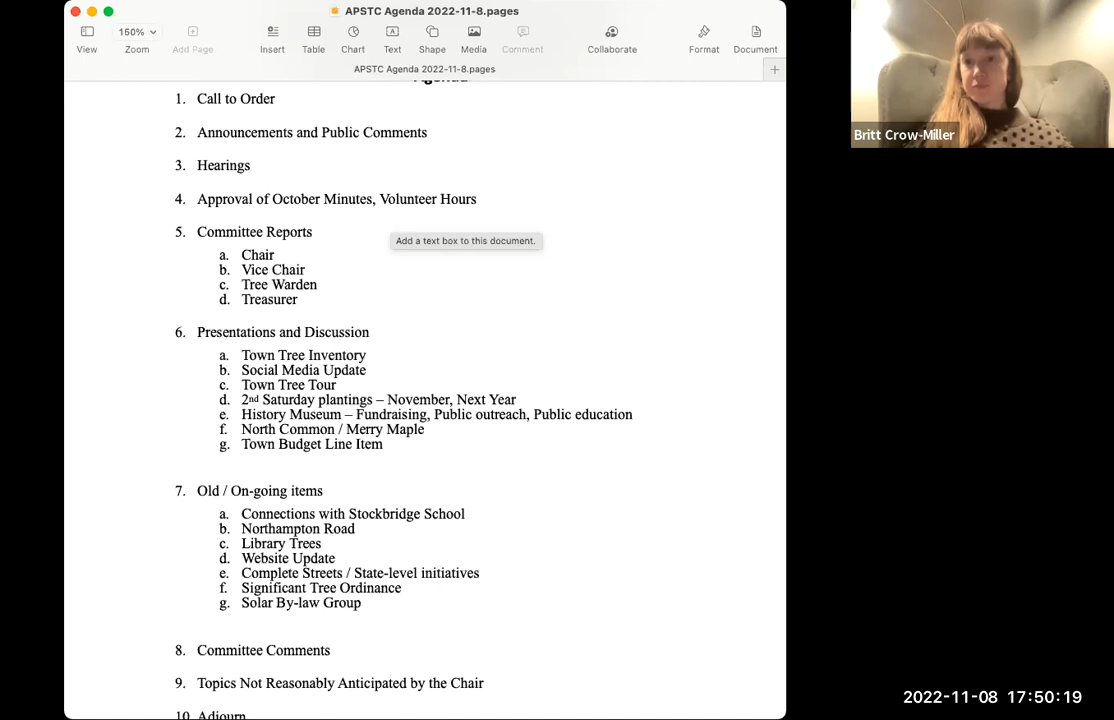 APSTC Agenda 2022-11-8.pages
150%
View
Zoom
Add Page
Insert
Table
Chart
Text
Shape
Media
Comment
Collaborate
Format
Document
APSTC Agenda 2022-11-8.pages
Agenda
1. Call to Order
2. Announcements and Public Comments
3. Hearings
4. Approval of October Minutes, Volunteer Hours
5. Committee Reports
Add a text box to this document.
a. Chair
b. Vice Chair
c. Tree Warden
d. Treasurer
6. Presentations and Discussion
a. Town Tree Inventory
b. Social Media Update
c. Town Tree Tour
d. 2nd Saturday plantings – November, Next Year
e. History Museum – Fundraising, Public outreach, Public education
f. North Common / Merry Maple
g. Town Budget Line Item
7. Old / On-going items
a. Connections with Stockbridge School
b. Northampton Road
c. Library Trees
d. Website Update
e. Complete Streets / State-level initiatives
f. Significant Tree Ordinance
g. Solar By-law Group
8. Committee Comments
9. Topics Not Reasonably Anticipated by the Chair
10. Adjourn
Britt Crow-Miller
2022-11-08 17:50:19